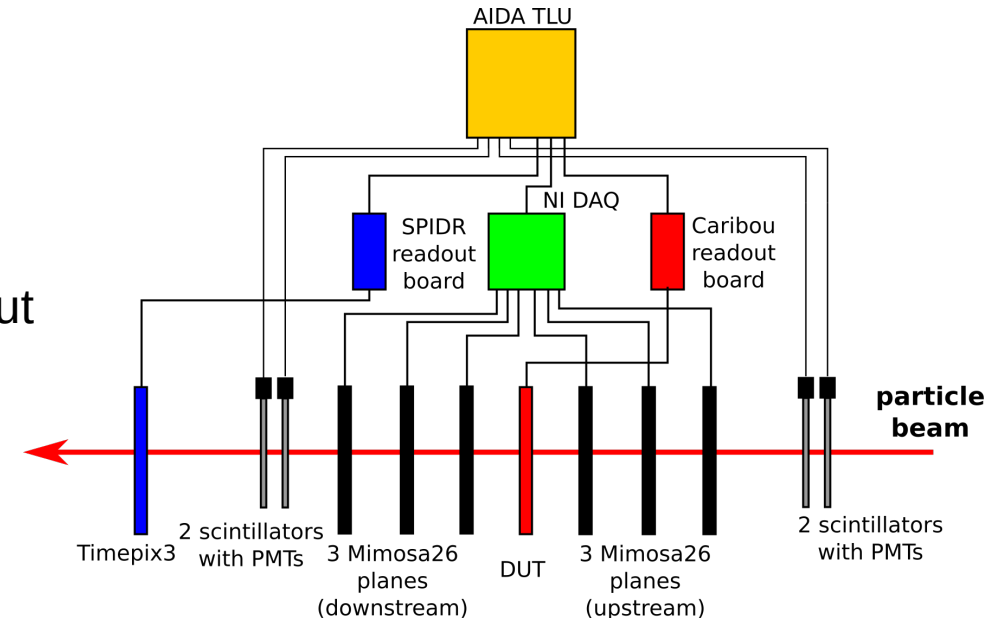 AIDA TLU
NI DAQ
SPIDR
readout
board
Caribou
readout
board
ut
particle
beam
Timepix3
2 scintillators
with PMTs
3 Mimosa26
planes
(downstream)
DUT
3 Mimosa26
planes
(upstream)
2 scintillators
with PMTs